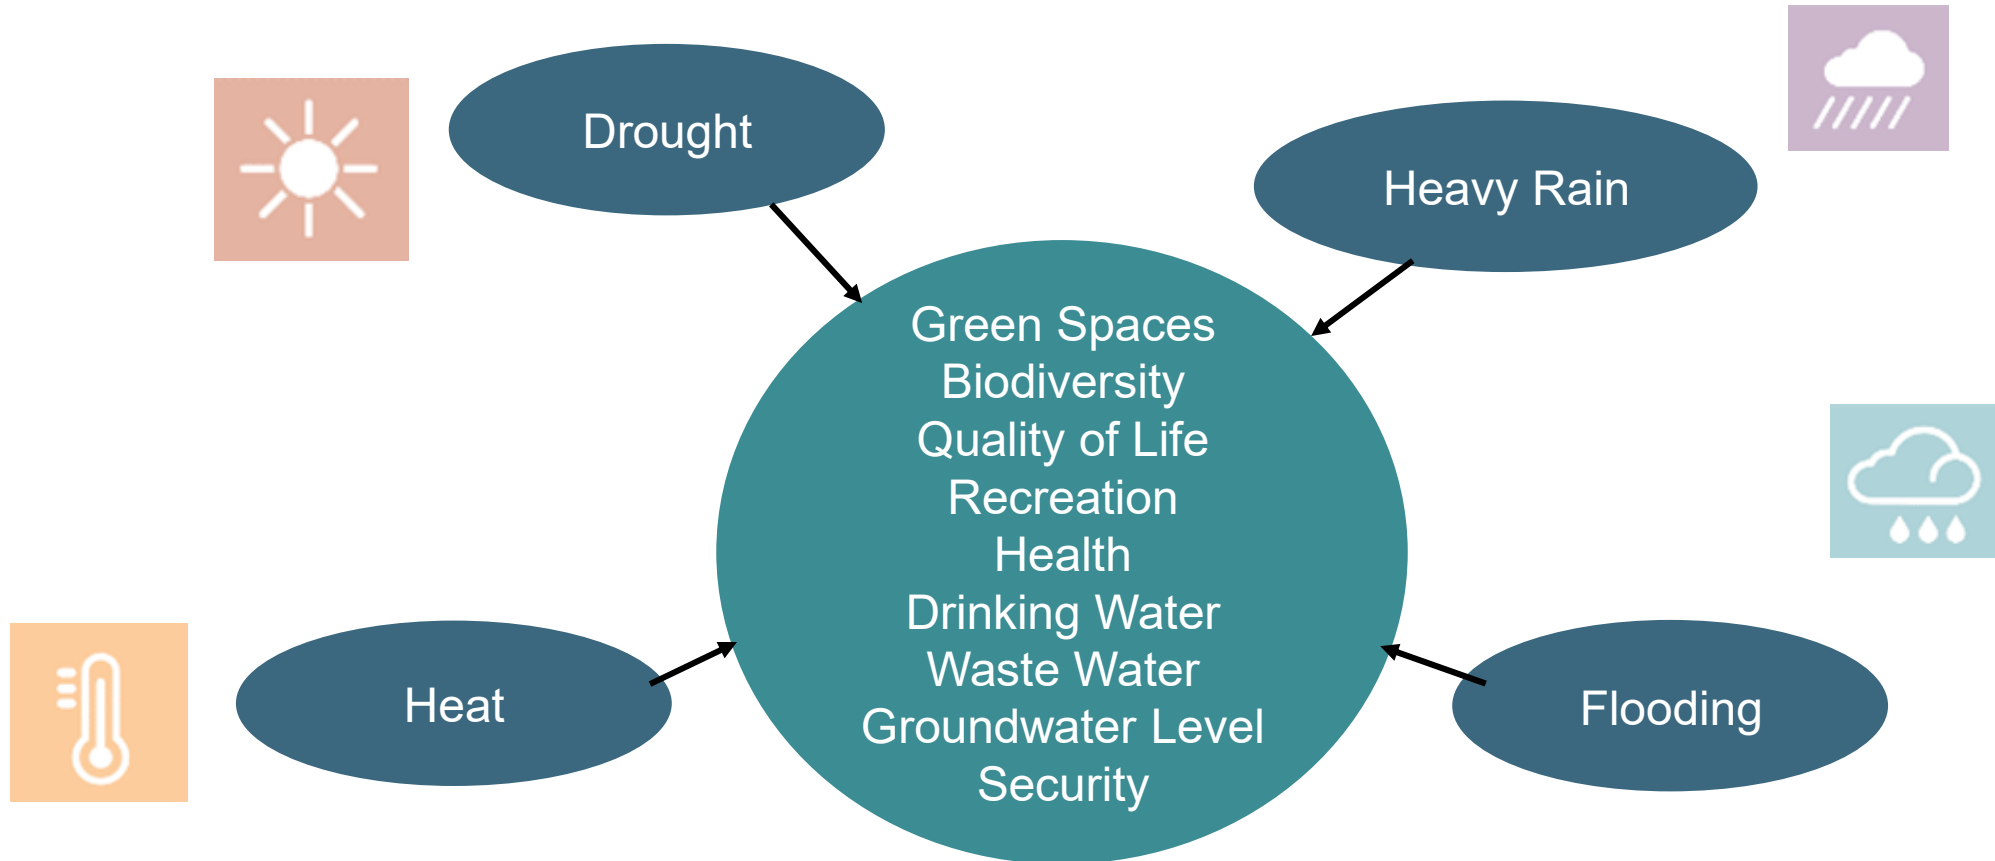 Drought
Heavy Rain
Green Spaces
Biodiversity
Quality of Life
Recreation
Health
Drinking Water
Waste Water
Groundwater Level
Security
Heat
Flooding